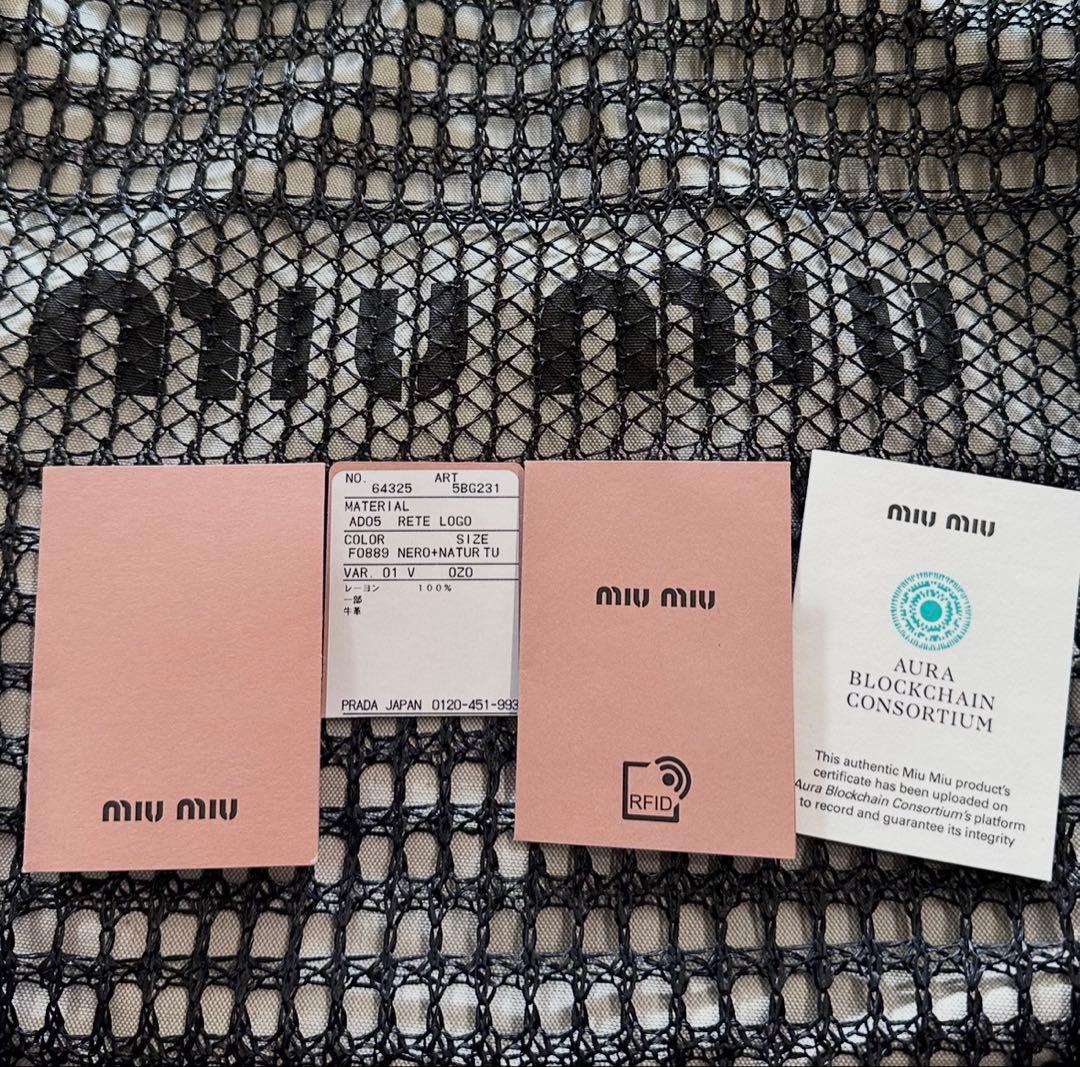 miu miu
miu miu
NO. ART
64325 5BG231
MATERIAL
AD05 RETE LOGO
COLOR SIZE
F0889 NERO+NATUR TU
VAR. 01 V OZO
レーヨン 100%
一部
牛革
PRADA JAPAN 0120-451-993
miu miu
RFID
miu miu
AURA
BLOCKCHAIN
CONSORTIUM
This authentic Miu Miu product's
certificate has been uploaded on
Aura Blockchain Consortium's platform
to record and guarantee its integrity